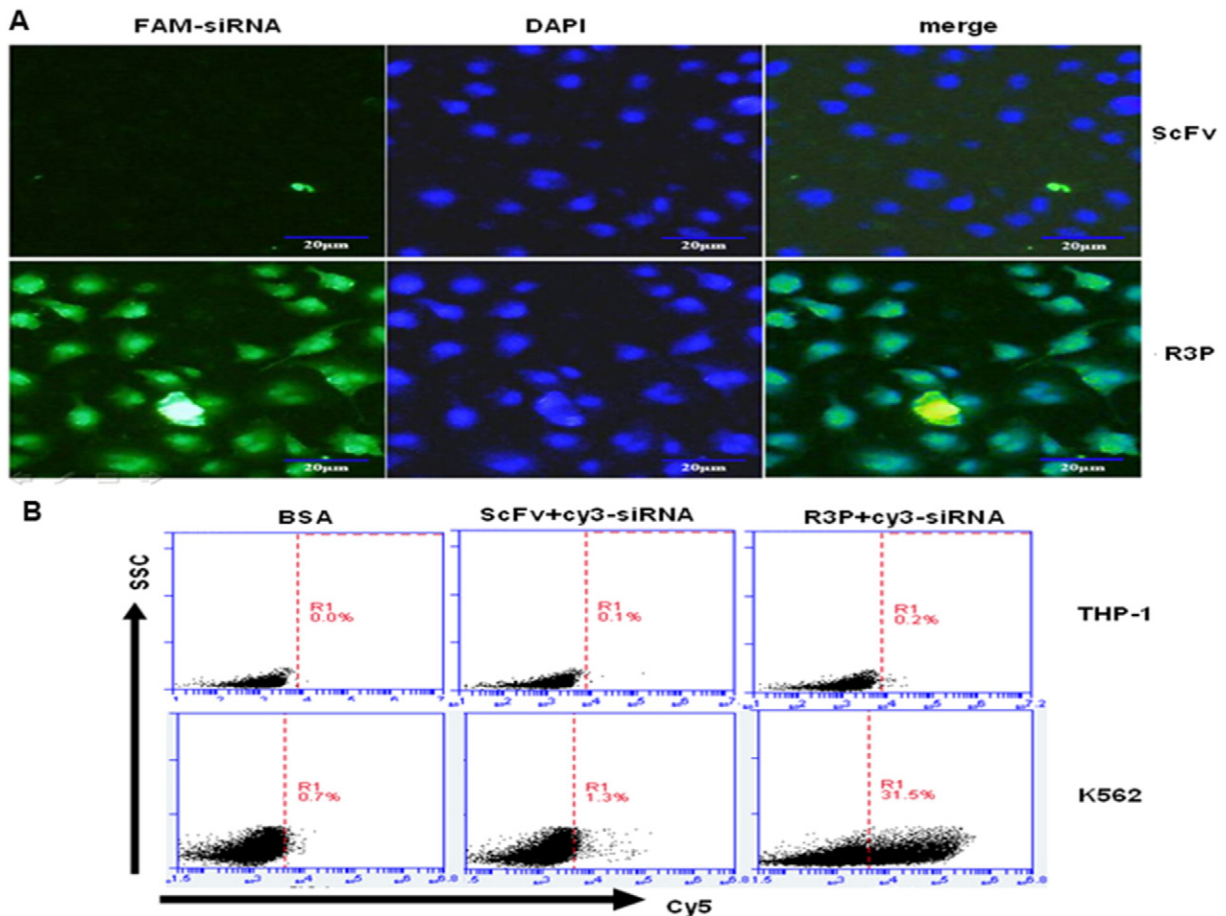 A
FAM-siRNA DAPI merge
ScFv
20µm 20µm 20µm
R3P
20µm 20µm 20µm
B
BSA ScFv+cy3-siRNA R3P+cy3-siRNA
SSC
R1 R1 R1
0.0% 0.1% 0.2%
THP-1
R1 R1 R1
0.7% 1.3% 31.5%
K562
Cy5